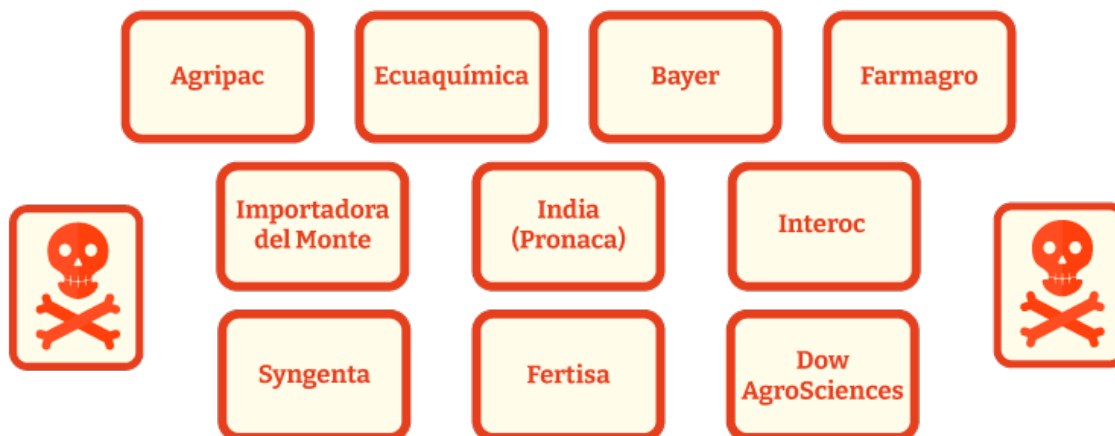 Agripac
Ecuaquímica
Bayer
Farmagro
Importadora
del Monte
India
(Pronaca)
Interoc
Syngenta
Fertisa
Dow
AgroSciences